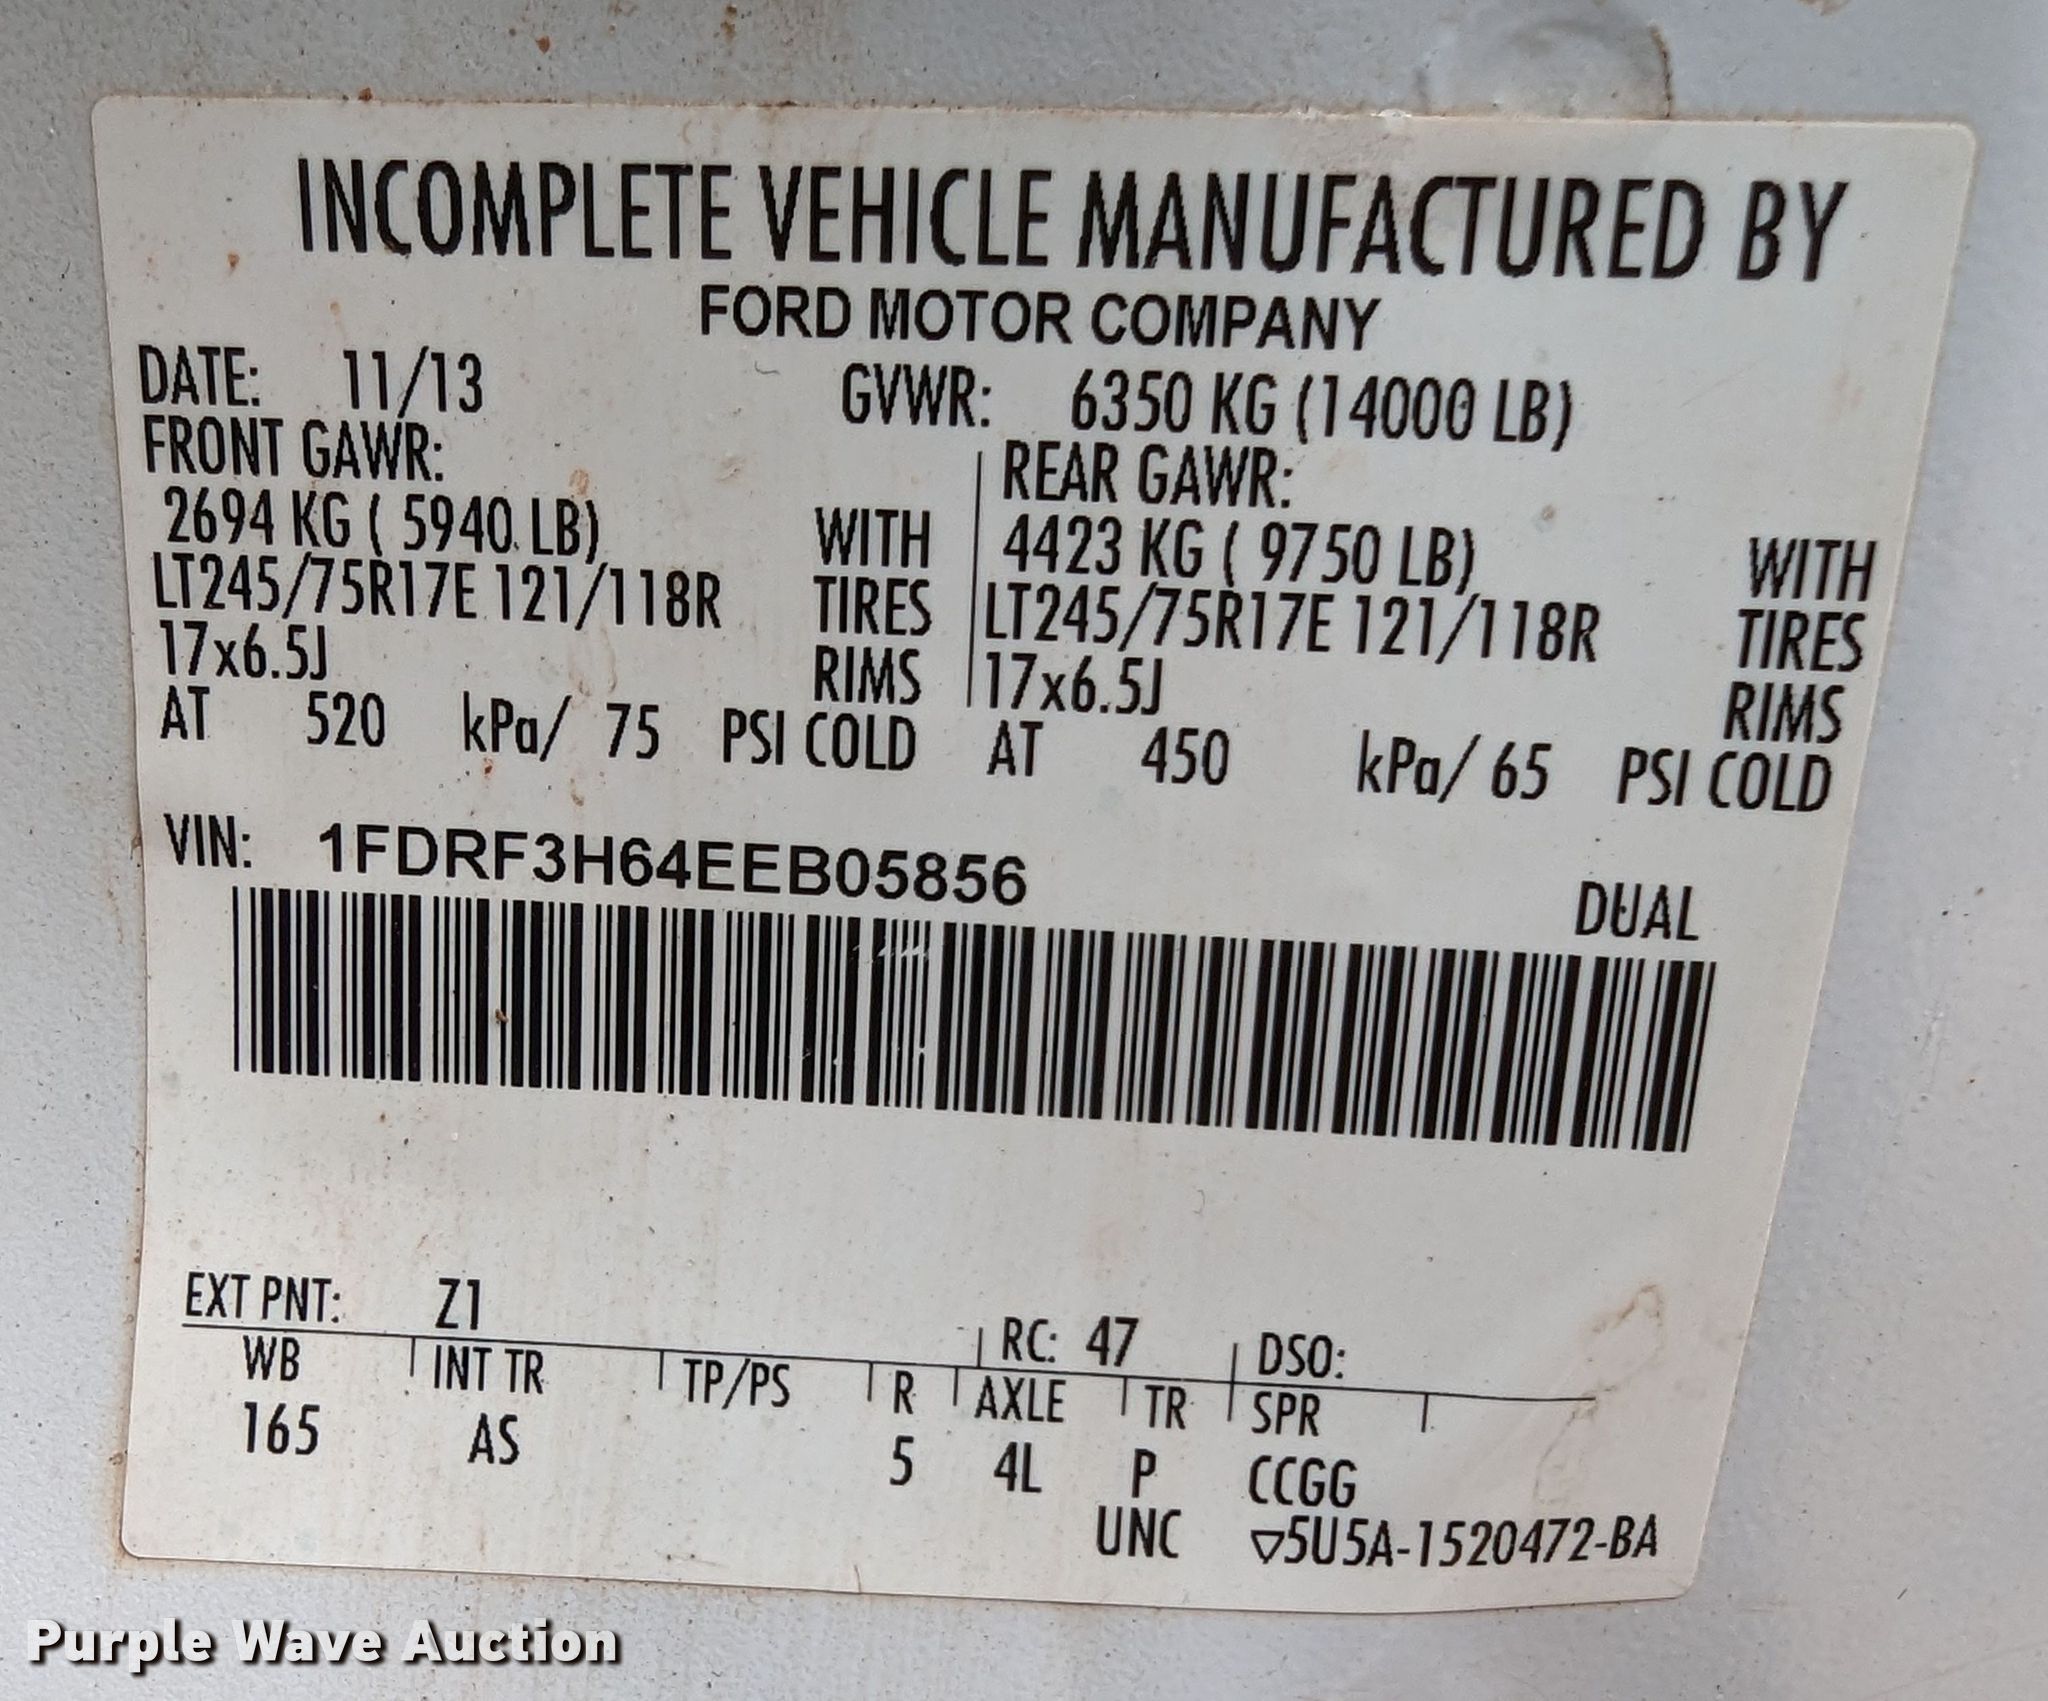 INCOMPLETE VEHICLE MANUFACTURED BY
FORD MOTOR COMPANY
DATE: 11/13 GVWR: 6350 KG (14000 LB)
FRONT GAWR: REAR GAWR:
2694 KG ( 5940 LB) WITH 4423 KG ( 9750 LB) WITH
LT245/75R17E 121/118R TIRES LT245/75R17E 121/118R TIRES
17x6.5J RIMS 17x6.5J RIMS
AT 520 kPa/ 75 PSI COLD AT 450 kPa/ 65 PSI COLD
VIN: 1FDRF3H64EEB05856
DUAL
EXT PNT: Z1 RC: 47 DSO:
WB INT TR TP/PS R AXLE TR SPR
165 AS 5 4L P CCGG
UNC ▽5U5A-1520472-BA
Purple Wave Auction